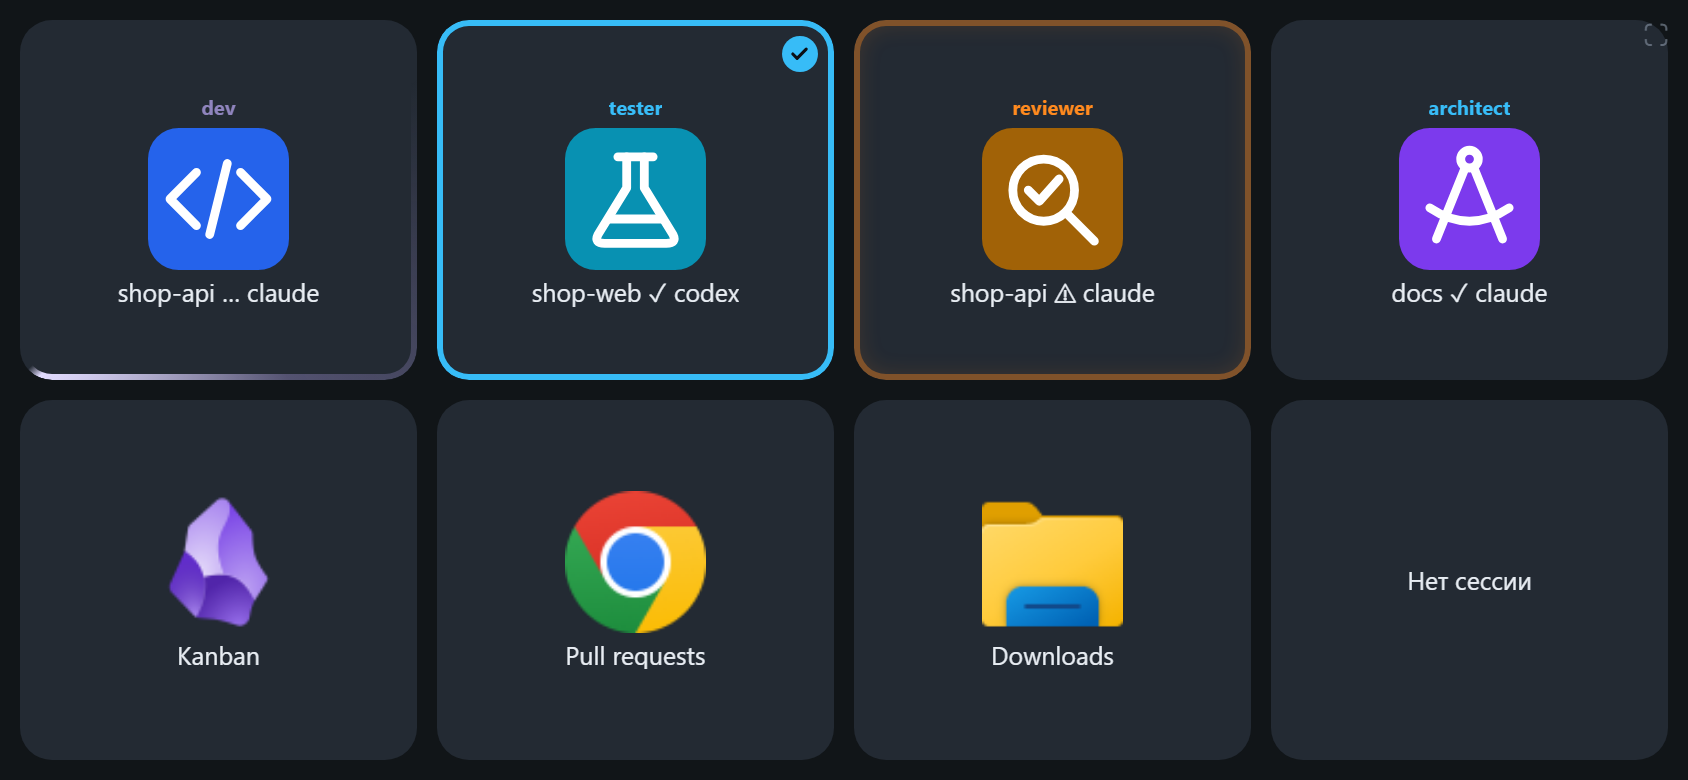 dev
shop-api ... claude
tester
shop-web ✓ codex
reviewer
shop-api ⚠ claude
architect
docs ✓ claude
Kanban
Pull requests
Downloads
Нет сессии